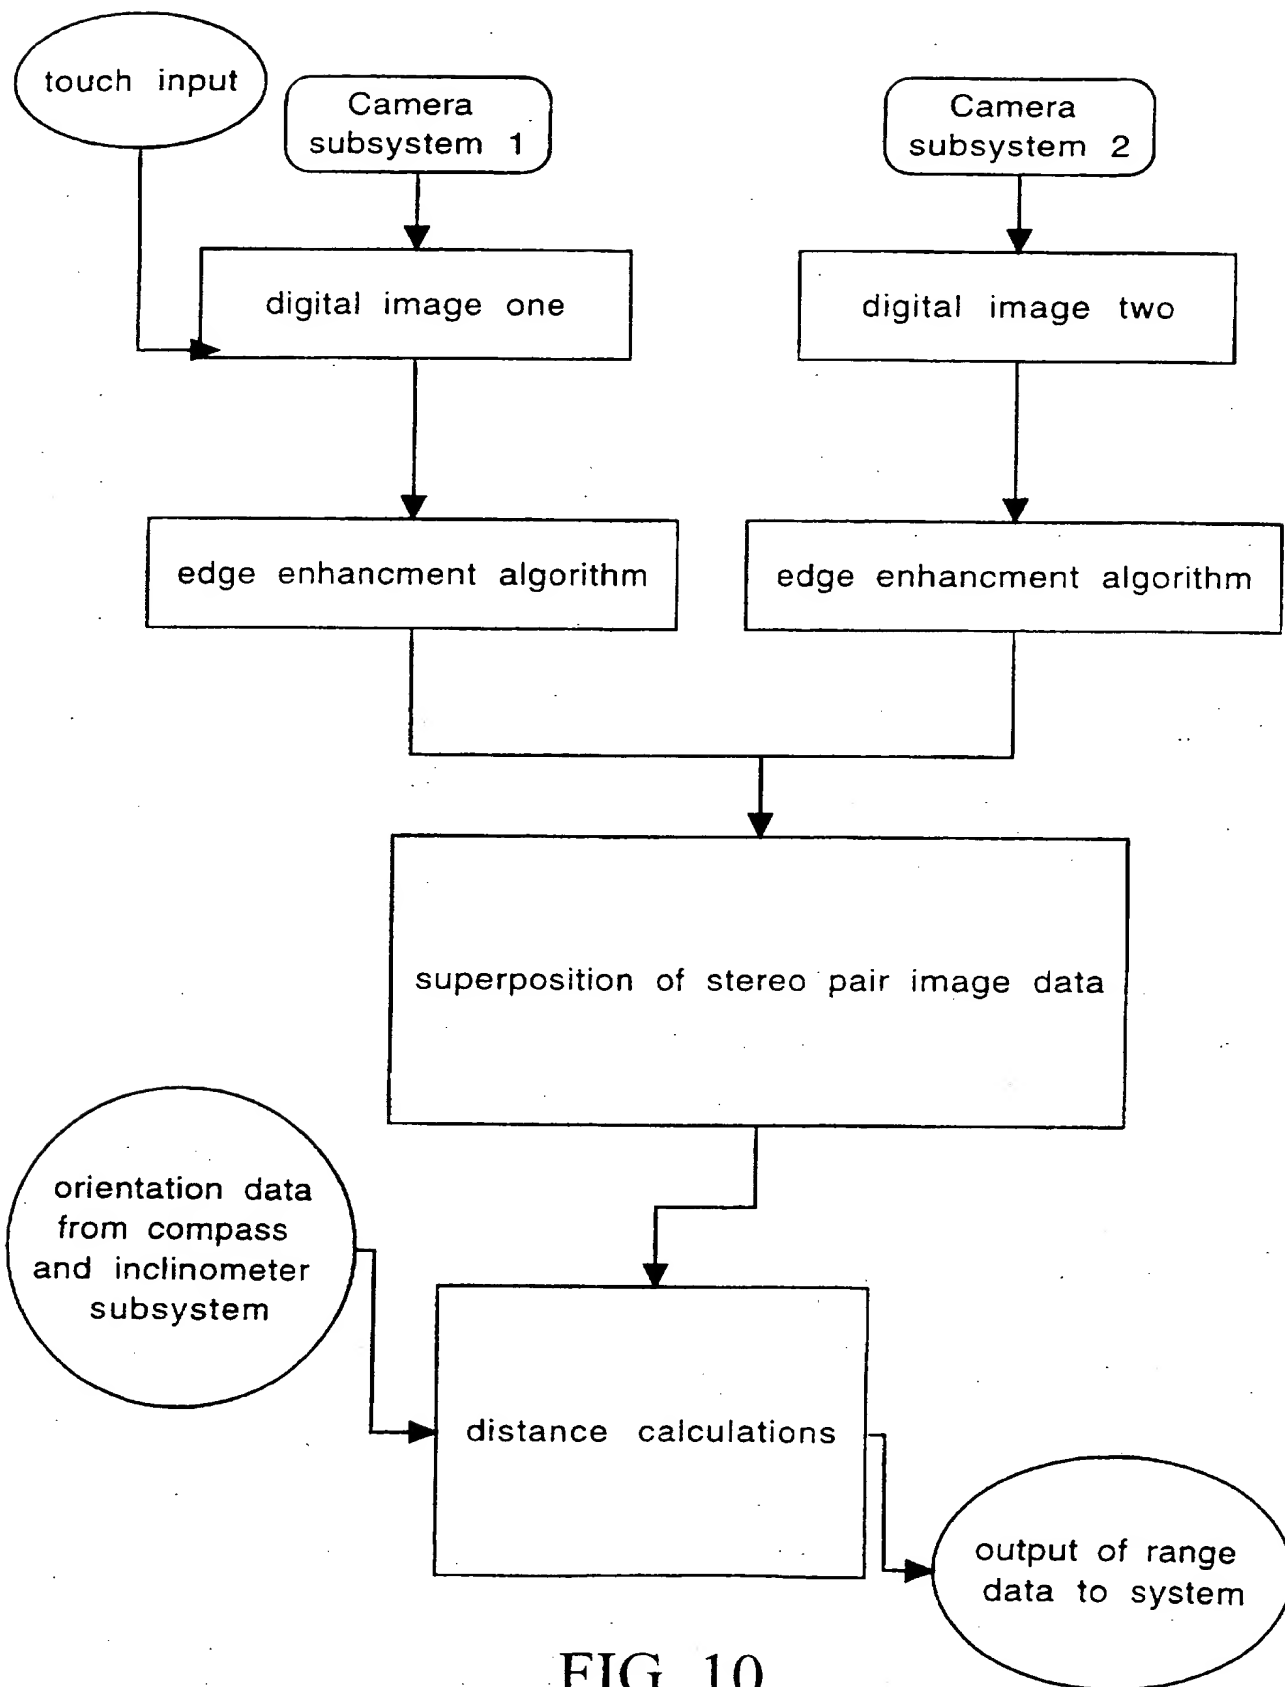 touch input
Camera
subsystem 1
Camera
subsystem 2
digital image one
digital image two
edge enhancment algorithm
edge enhancment algorithm
superposition of stereo pair image data
orientation data
from compass
and inclinometer
subsystem
distance calculations
output of range
data to system
FIG. 10